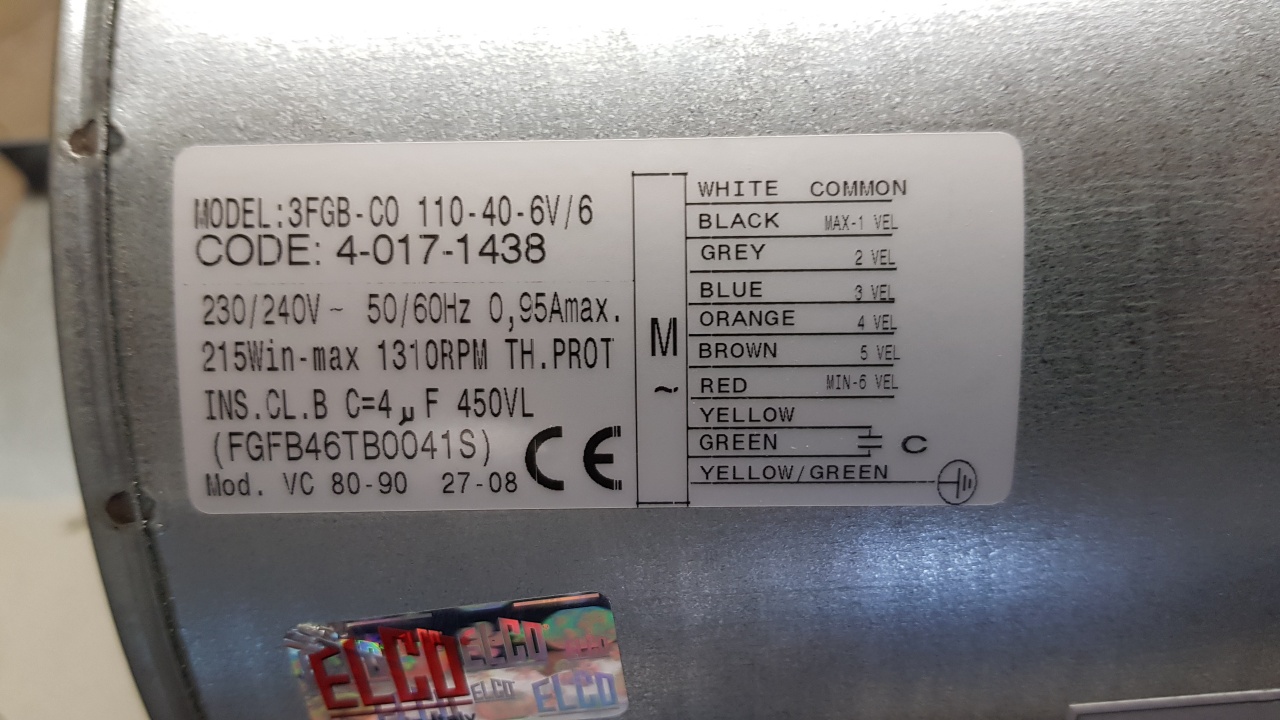 MODEL:3FGB-CO 110-40-6V/6
CODE: 4-017-1438
230/240V~ 50/60Hz 0,95Amax.
215Win-max 1310RPM TH.PROT
INS.CL.B C=4μF 450VL
(FGFB46TB0041S)
Mod. VC 80-90 27-08 CE
M
~
WHITE COMMON
BLACK MAX-1 VEL
GREY 2 VEL
BLUE 3 VEL
ORANGE 4 VEL
BROWN 5 VEL
RED MIN-6 VEL
YELLOW
GREEN C
YELLOW/GREEN
ELCO ELCO
ELCO ELCO